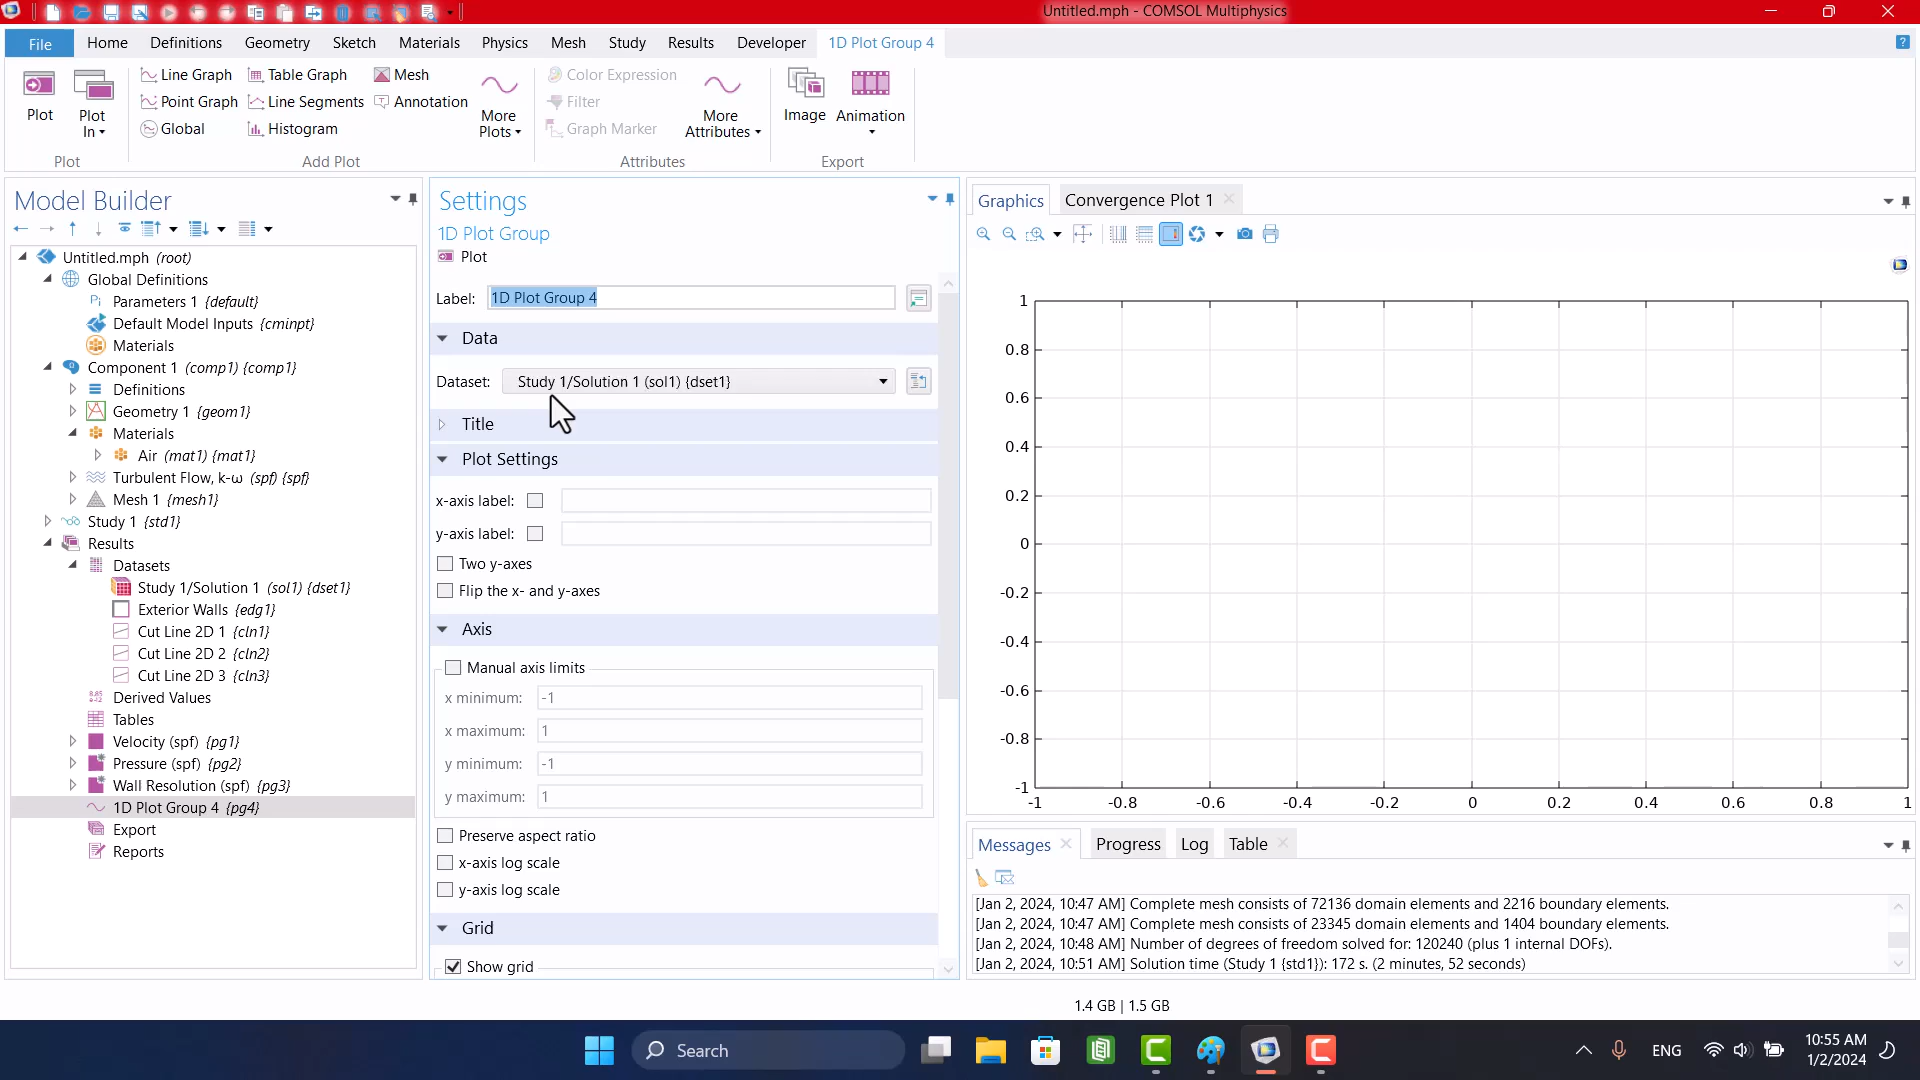 Untitled.mph - COMSOL Multiphysics
File Home Definitions Geometry Sketch Materials Physics Mesh Study Results Developer 1D Plot Group 4
Line Graph Table Graph Mesh Color Expression
Point Graph Line Segments Annotation Filter
Global Histogram Graph Marker
Plot Plot In More Plots More Attributes Image Animation
Plot Add Plot Attributes Export
Model Builder
Untitled.mph (root)
Global Definitions
Parameters 1 {default}
Default Model Inputs {cminpt}
Materials
Component 1 (comp1) {comp1}
Definitions
Geometry 1 {geom1}
Materials
Air (mat1) {mat1}
Turbulent Flow, k-ω (spf) {spf}
Mesh 1 {mesh1}
Study 1 {std1}
Results
Datasets
Study 1/Solution 1 (sol1) {dset1}
Exterior Walls {edg1}
Cut Line 2D 1 {cln1}
Cut Line 2D 2 {cln2}
Cut Line 2D 3 {cln3}
Derived Values
Tables
Velocity (spf) {pg1}
Pressure (spf) {pg2}
Wall Resolution (spf) {pg3}
1D Plot Group 4 {pg4}
Export
Reports
Settings
1D Plot Group
Plot
Label: 1D Plot Group 4
Data
Dataset: Study 1/Solution 1 (sol1) {dset1}
Title
Plot Settings
x-axis label:
y-axis label:
Two y-axes
Flip the x- and y-axes
Axis
Manual axis limits
x minimum: -1
x maximum: 1
y minimum: -1
y maximum: 1
Preserve aspect ratio
x-axis log scale
y-axis log scale
Grid
Show grid
Graphics Convergence Plot 1
1
0.8
0.6
0.4
0.2
0
-0.2
-0.4
-0.6
-0.8
-1
-1 -0.8 -0.6 -0.4 -0.2 0 0.2 0.4 0.6 0.8 1
Messages Progress Log Table
[Jan 2, 2024, 10:47 AM] Complete mesh consists of 72136 domain elements and 2216 boundary elements.
[Jan 2, 2024, 10:47 AM] Complete mesh consists of 23345 domain elements and 1404 boundary elements.
[Jan 2, 2024, 10:48 AM] Number of degrees of freedom solved for: 120240 (plus 1 internal DOFs).
[Jan 2, 2024, 10:51 AM] Solution time (Study 1 {std1}): 172 s. (2 minutes, 52 seconds)
1.4 GB | 1.5 GB
Search
ENG
10:55 AM
1/2/2024